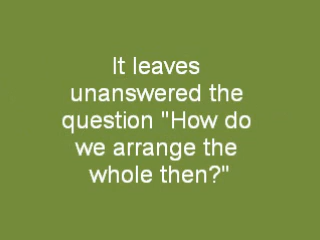 It leaves
unanswered the
question "How do
we arrange the
whole then?"